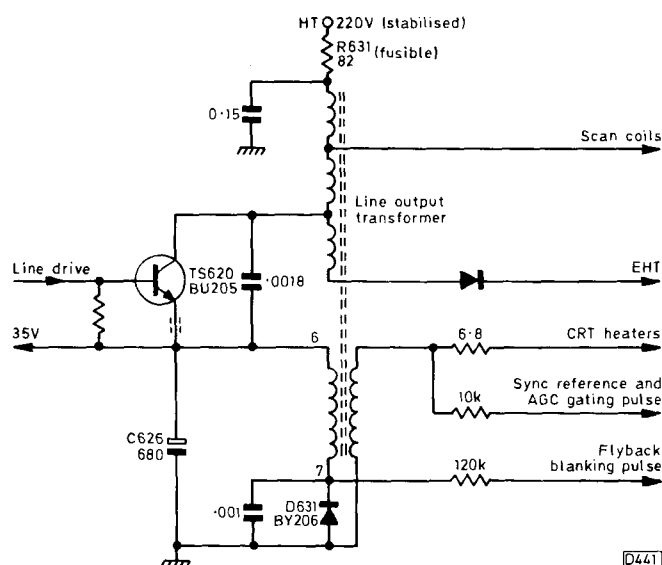 HT 220V (stabilised)
R631 (fusible)
82
0·15
Scan coils
Line output
transformer
Line drive
TS620
BU205
·0018
EHT
35V
6
6·8
CRT heaters
Sync reference and
10k
AGC gating pulse
C626
680
7
Flyback
120k
blanking pulse
·001
D631
BY206
D441